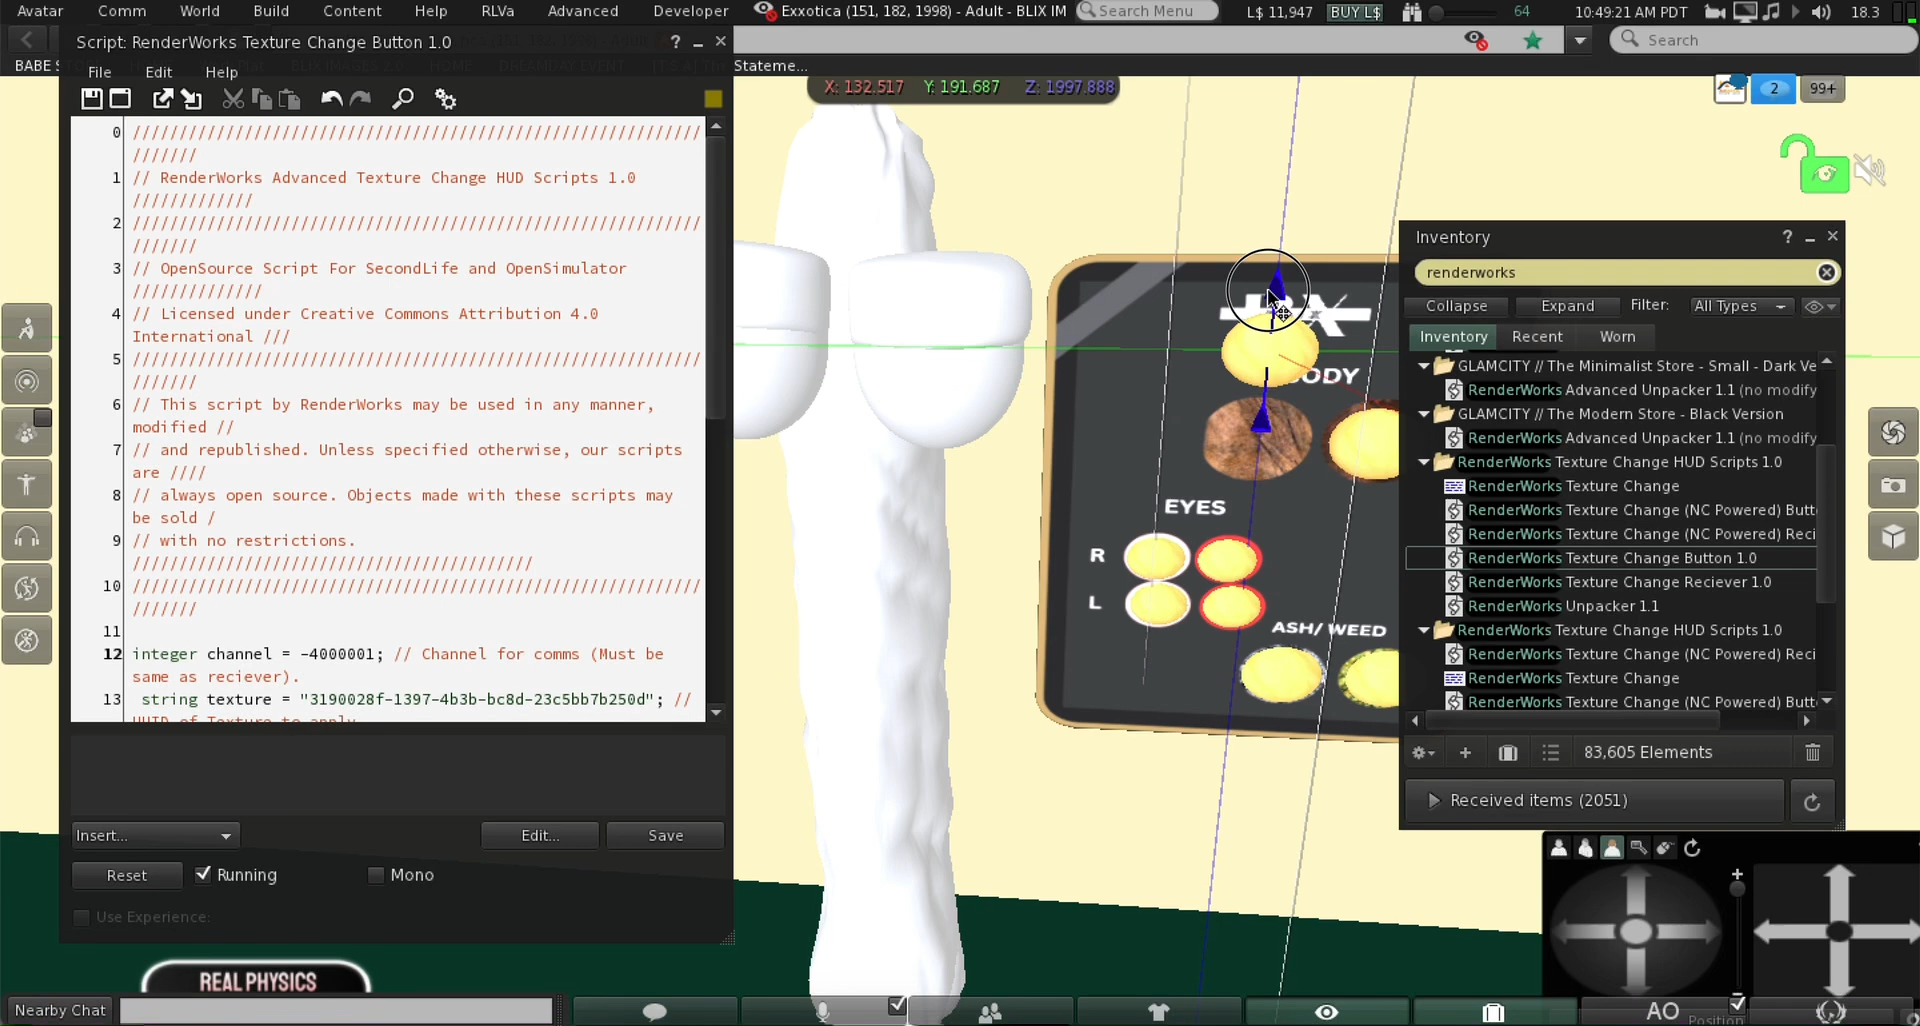 Avatar Comm World Build Content Help RLVa Advanced Developer Exxotica (151, 182, 1998) - Adult - BLIX IM Search Menu L$ 11,947 BUY L$ 64 10:49:21 AM PDT 18.3
Script: RenderWorks Texture Change Button 1.0 ?
Search
BABE S
Stateme...
File Edit Help
X: 132.517 Y: 191.687 Z: 1997.888
2 99+
0 /////////////////////////////////////////////////////////////
///////
1 // RenderWorks Advanced Texture Change HUD Scripts 1.0
/////////////
2 /////////////////////////////////////////////////////////////
///////
3 // OpenSource Script For SecondLife and OpenSimulator
//////////////
4 // Licensed under Creative Commons Attribution 4.0
International ///
5 /////////////////////////////////////////////////////////////
///////
6 // This script by RenderWorks may be used in any manner,
modified //
7 // and republished. Unless specified otherwise, our scripts
are ////
8 // always open source. Objects made with these scripts may
be sold /
9 // with no restrictions.
///////////////////////////////////////////
10 /////////////////////////////////////////////////////////////
///////
11
12 integer channel = -4000001; // Channel for comms (Must be
same as reciever).
13 string texture = "3190028f-1397-4b3b-bc8d-23c5bb7b250d"; //
UUID of Texture to apply
Insert... Edit... Save
Reset Running Mono
Use Experience:
BODY
EYES
R
L
ASH/ WEED
Inventory ?
renderworks
Collapse Expand Filter: All Types
Inventory Recent Worn
GLAMCITY // The Minimalist Store - Small - Dark Ve
RenderWorks Advanced Unpacker 1.1 (no modify
GLAMCITY // The Modern Store - Black Version
RenderWorks Advanced Unpacker 1.1 (no modify
RenderWorks Texture Change HUD Scripts 1.0
RenderWorks Texture Change
RenderWorks Texture Change (NC Powered) Butt
RenderWorks Texture Change (NC Powered) Reci
RenderWorks Texture Change Button 1.0
RenderWorks Texture Change Reciever 1.0
RenderWorks Unpacker 1.1
RenderWorks Texture Change HUD Scripts 1.0
RenderWorks Texture Change (NC Powered) Reci
RenderWorks Texture Change
RenderWorks Texture Change (NC Powered) Butt
83,605 Elements
Received items (2051)
REAL PHYSICS
Nearby Chat
AO
Position